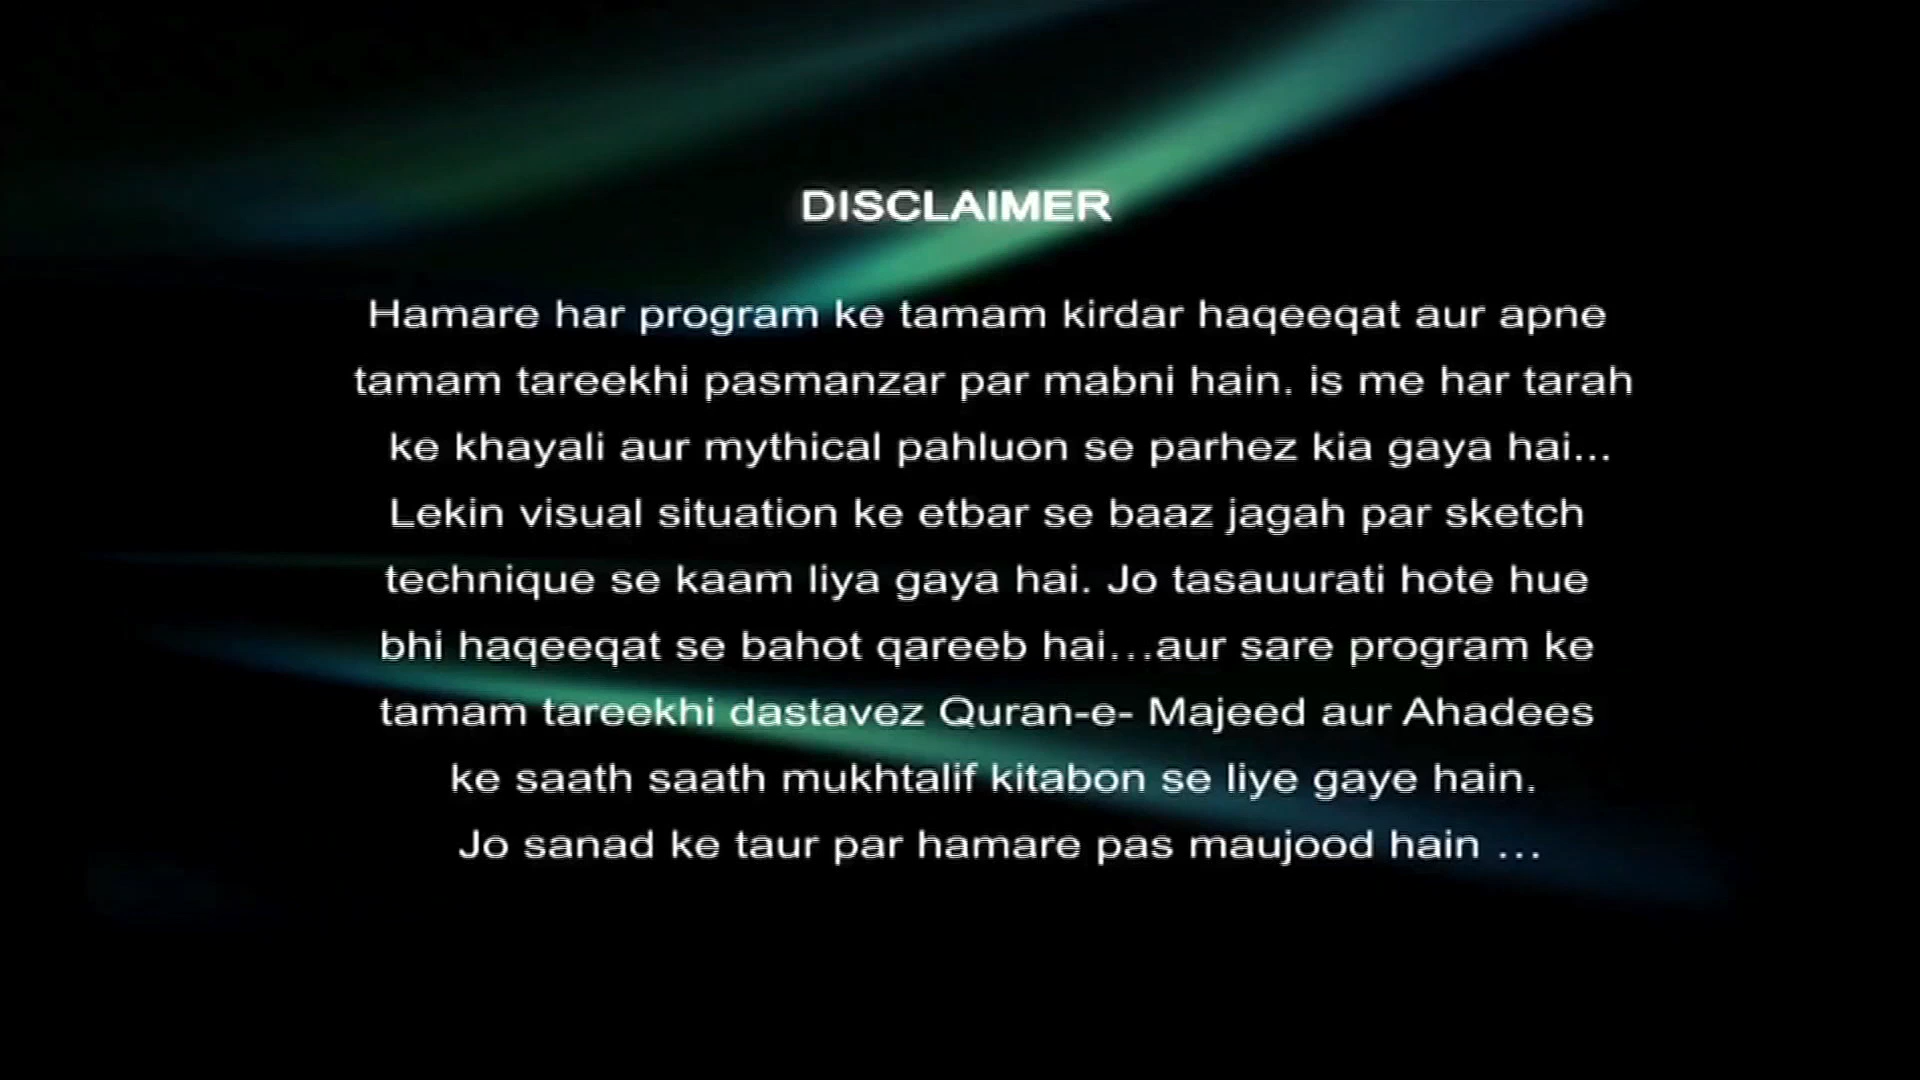 DISCLAIMER
Hamare har program ke tamam kirdar haqeeqat aur apne
tamam tareekhi pasmanzar par mabni hain. is me har tarah
ke khayali aur mythical pahluon se parhez kia gaya hai...
Lekin visual situation ke etbar se baaz jagah par sketch
technique se kaam liya gaya hai. Jo tasauurati hote hue
bhi haqeeqat se bahot qareeb hai...aur sare program ke
tamam tareekhi dastavez Quran-e- Majeed aur Ahadees
ke saath saath mukhtalif kitabon se liye gaye hain.
Jo sanad ke taur par hamare pas maujood hain ...